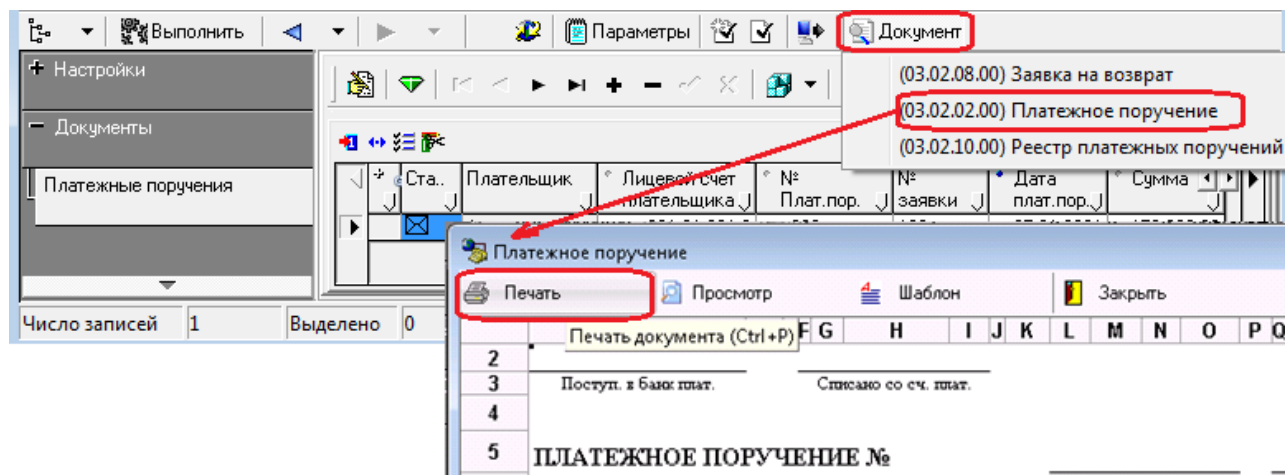 Выполнить Параметры Документ
+ Настройки
(03.02.08.00) Заявка на возврат
(03.02.02.00) Платежное поручение
(03.02.10.00) Реестр платежных поручений
− Документы
Платежные поручения
Ста.. Плательщик Лицевой счет № № Дата Сумма
плательщика Плат.пор. заявки плат.пор.
Платежное поручение
Печать Просмотр Шаблон Закрыть
Число записей 1 Выделено 0
Печать документа (Ctrl+P) F G H I J K L M N O P Q
2
3 Поступ. в банк плат. Списано со сч. плат.
4
5 ПЛАТЕЖНОЕ ПОРУЧЕНИЕ №